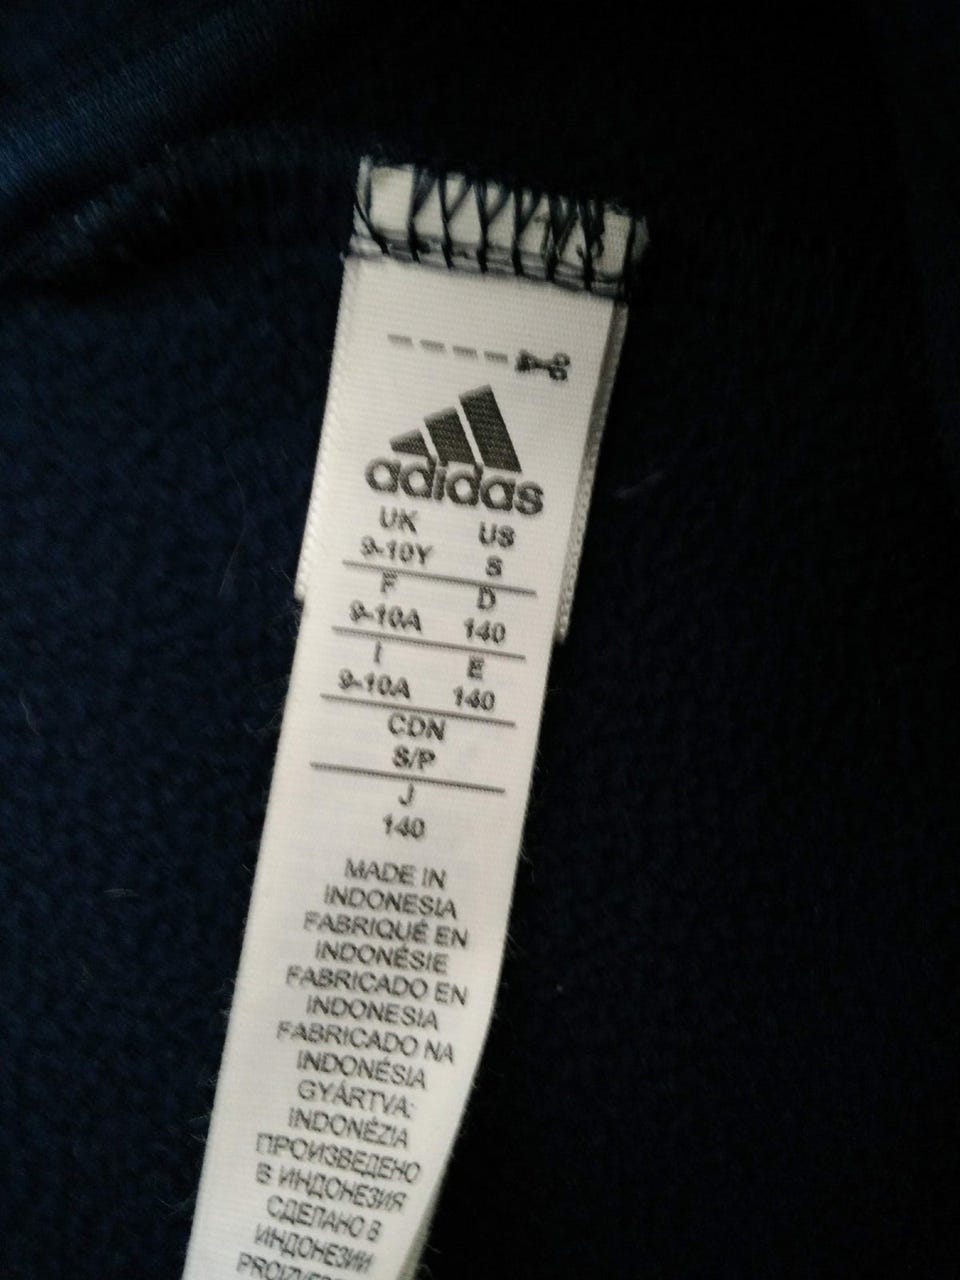 adidas
UK US
9-10Y S
F D
9-10A 140
I E
9-10A 140
CDN
S/P
J
140
MADE IN
INDONESIA
FABRIQUÉ EN
INDONÉSIE
FABRICADO EN
INDONESIA
FABRICADO NA
INDONÉSIA
GYÁRTVA:
INDONÉZIA
ПРОИЗВЕДЕНО
В ИНДОНЕЗИЯ
СДЕЛАНО В
ИНДОНЕЗИИ